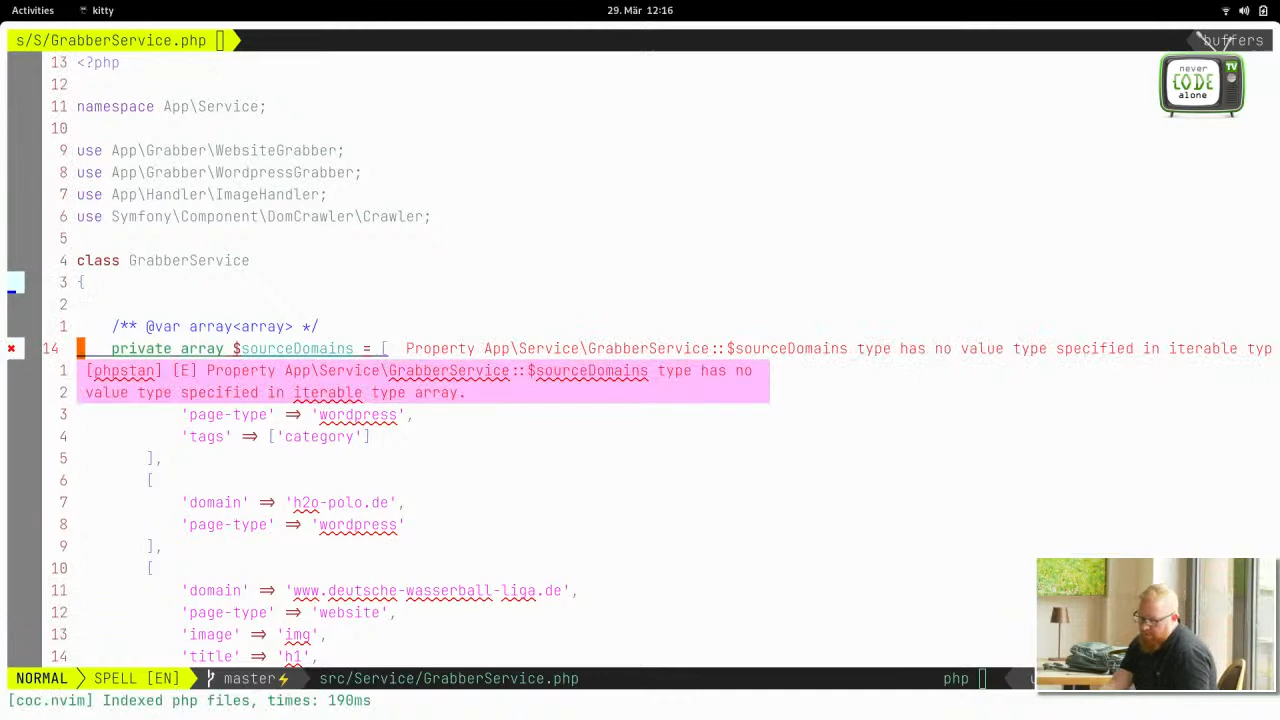 Activities kitty 29. Mär 12:16
s/S/GrabberService.php buffers
never CODE alone TV
13 <?php
12
11 namespace App\Service;
10
9 use App\Grabber\WebsiteGrabber;
8 use App\Grabber\WordpressGrabber;
7 use App\Handler\ImageHandler;
6 use Symfony\Component\DomCrawler\Crawler;
5
4 class GrabberService
3 {
2
1 /** @var array<array> */
14 private array $sourceDomains = [ Property App\Service\GrabberService::$sourceDomains type has no value type specified in iterable typ
1 [phpstan] [E] Property App\Service\GrabberService::$sourceDomains type has no
2 value type specified in iterable type array.
3 'page-type' => 'wordpress',
4 'tags' => ['category']
5 ],
6 [
7 'domain' => 'h2o-polo.de',
8 'page-type' => 'wordpress'
9 ],
10 [
11 'domain' => 'www.deutsche-wasserball-liga.de',
12 'page-type' => 'website',
13 'image' => 'img',
14 'title' => 'h1',
NORMAL SPELL [EN] master⚡ src/Service/GrabberService.php php
[coc.nvim] Indexed php files, times: 190ms